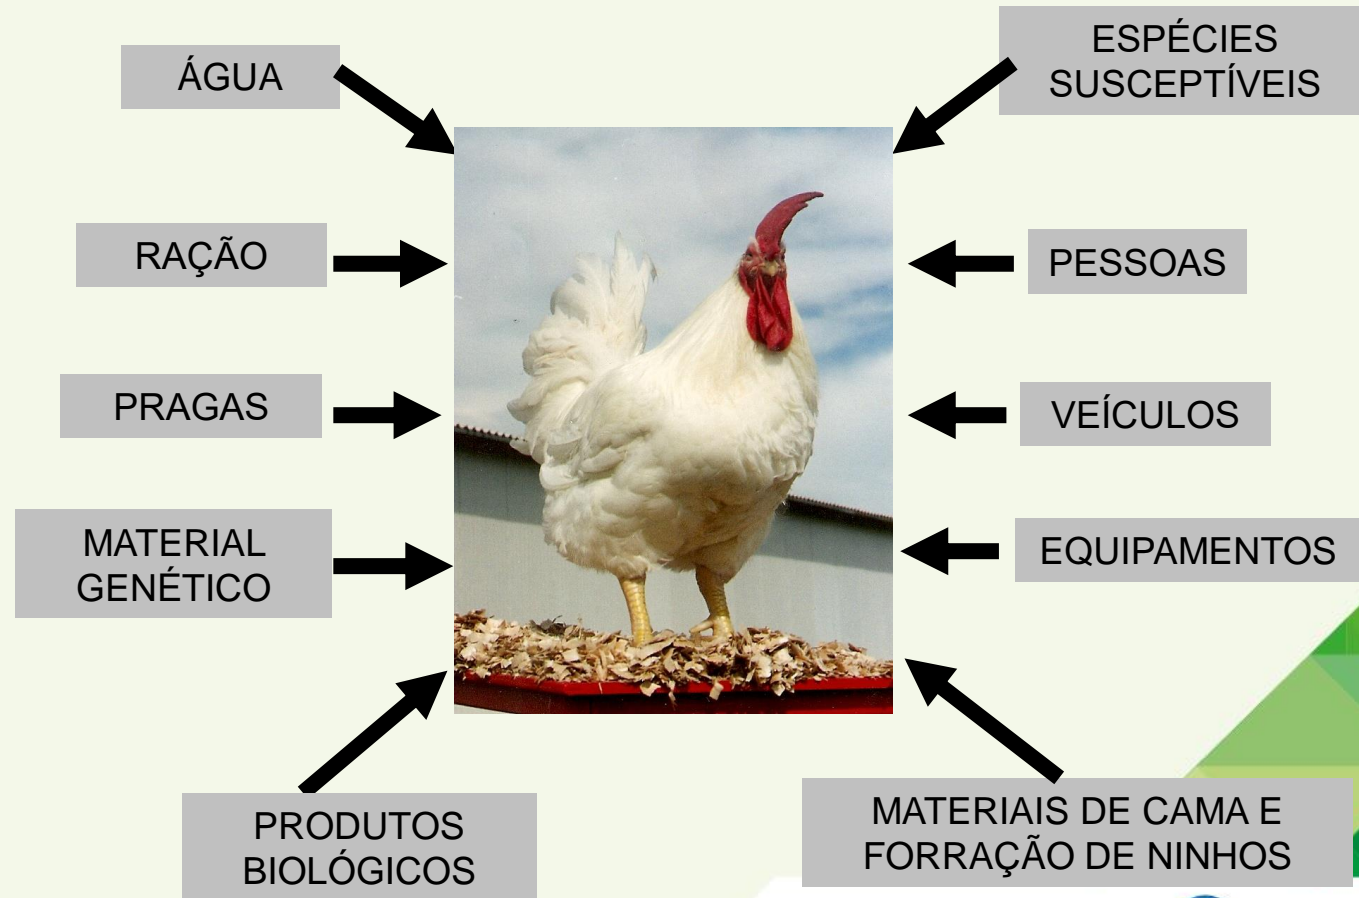 ÁGUA
ESPÉCIES
SUSCEPTÍVEIS
RAÇÃO
PESSOAS
PRAGAS
VEÍCULOS
MATERIAL
GENÉTICO
EQUIPAMENTOS
PRODUTOS
BIOLÓGICOS
MATERIAIS DE CAMA E
FORRAÇÃO DE NINHOS